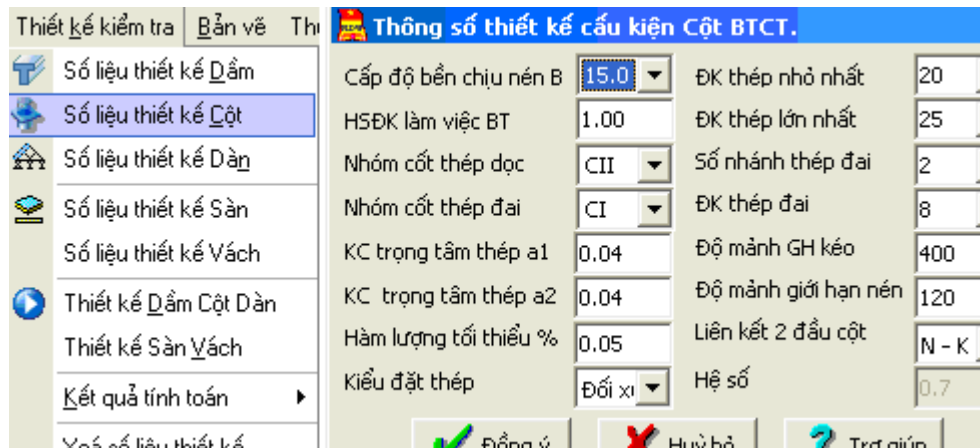 Thiết kế kiểm tra Bản vẽ
Số liệu thiết kế Dầm
Số liệu thiết kế Cột
Số liệu thiết kế Dàn
Số liệu thiết kế Sàn
Số liệu thiết kế Vách
Thiết kế Dầm Cột Dàn
Thiết kế Sàn Vách
Kết quả tính toán
Xoá số liệu thiết kế
Thông số thiết kế cấu kiện Cột BTCT.
Cấp độ bền chịu nén B 15.0 ĐK thép nhỏ nhất 20
HSĐK làm việc BT 1.00 ĐK thép lớn nhất 25
Nhóm cốt thép dọc CII Số nhánh thép đai 2
Nhóm cốt thép đai CI ĐK thép đai 8
KC trọng tâm thép a1 0.04 Độ mảnh GH kéo 400
KC trọng tâm thép a2 0.04 Độ mảnh giới hạn nén 120
Hàm lượng tối thiểu % 0.05 Liên kết 2 đầu cột N - K
Kiểu đặt thép Đối Hệ số 0.7
Đồng ý Huỷ bỏ Trợ giúp